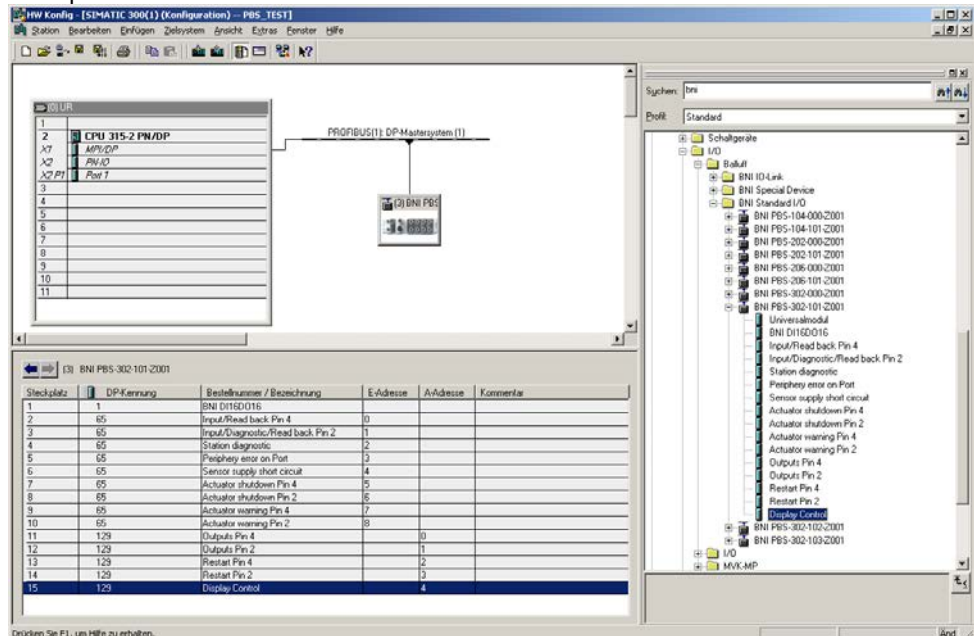 HW Konfig - [SIMATIC 300(1) (Konfiguration) -- PBS_TEST]
Station Bearbeiten Einfügen Zielsystem Ansicht Extras Fenster Hilfe
(0) UR
1
2 CPU 315-2 PN/DP
X1 MPI/DP
X2 PN-IO
X2 P1 Port 1
3
4
5
6
7
8
9
10
11
PROFIBUS(1): DP-Mastersystem (1)
(3) BNI PBS
Suchen: bni
Profil: Standard
Schaltgeräte
I/O
Balluff
BNI IO-Link
BNI Special Device
BNI Standard I/O
BNI PBS-104-000-Z001
BNI PBS-104-101-Z001
BNI PBS-202-000-Z001
BNI PBS-202-101-Z001
BNI PBS-206-000-Z001
BNI PBS-206-101-Z001
BNI PBS-302-000-Z001
BNI PBS-302-101-Z001
Universalmodul
BNI DI16DO16
Input/Read back Pin 4
Input/Diagnostic/Read back Pin 2
Station diagnostic
Periphery error on Port
Sensor supply short circuit
Actuator shutdown Pin 4
Actuator shutdown Pin 2
Actuator warning Pin 4
Actuator warning Pin 2
Outputs Pin 4
Outputs Pin 2
Restart Pin 4
Restart Pin 2
Display Control
BNI PBS-302-102-Z001
BNI PBS-302-103-Z001
I/O
MVK-MP
(3) BNI PBS-302-101-Z001
Steckplatz DP-Kennung Bestellnummer / Bezeichnung E-Adresse A-Adresse Kommentar
1 1 BNI DI16DO16
2 65 Input/Read back Pin 4 0
3 65 Input/Diagnostic/Read back Pin 2 1
4 65 Station diagnostic 2
5 65 Periphery error on Port 3
6 65 Sensor supply short circuit 4
7 65 Actuator shutdown Pin 4 5
8 65 Actuator shutdown Pin 2 6
9 65 Actuator warning Pin 4 7
10 65 Actuator warning Pin 2 8
11 129 Outputs Pin 4 0
12 129 Outputs Pin 2 1
13 129 Restart Pin 4 2
14 129 Restart Pin 2 3
15 129 Display Control 4
Drücken Sie F1, um Hilfe zu erhalten.
Änd